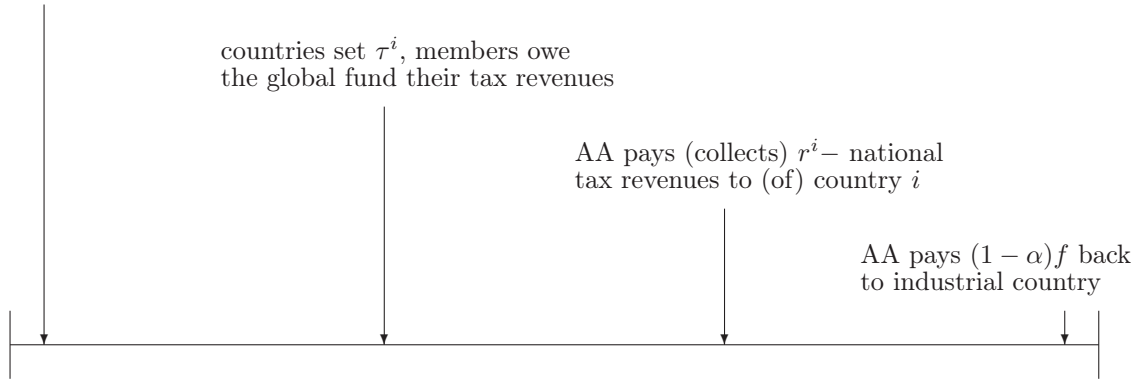 countries set τ^i, members owe
the global fund their tax revenues
AA pays (collects) r^i− national
tax revenues to (of) country i
AA pays (1 − α)f back
to industrial country